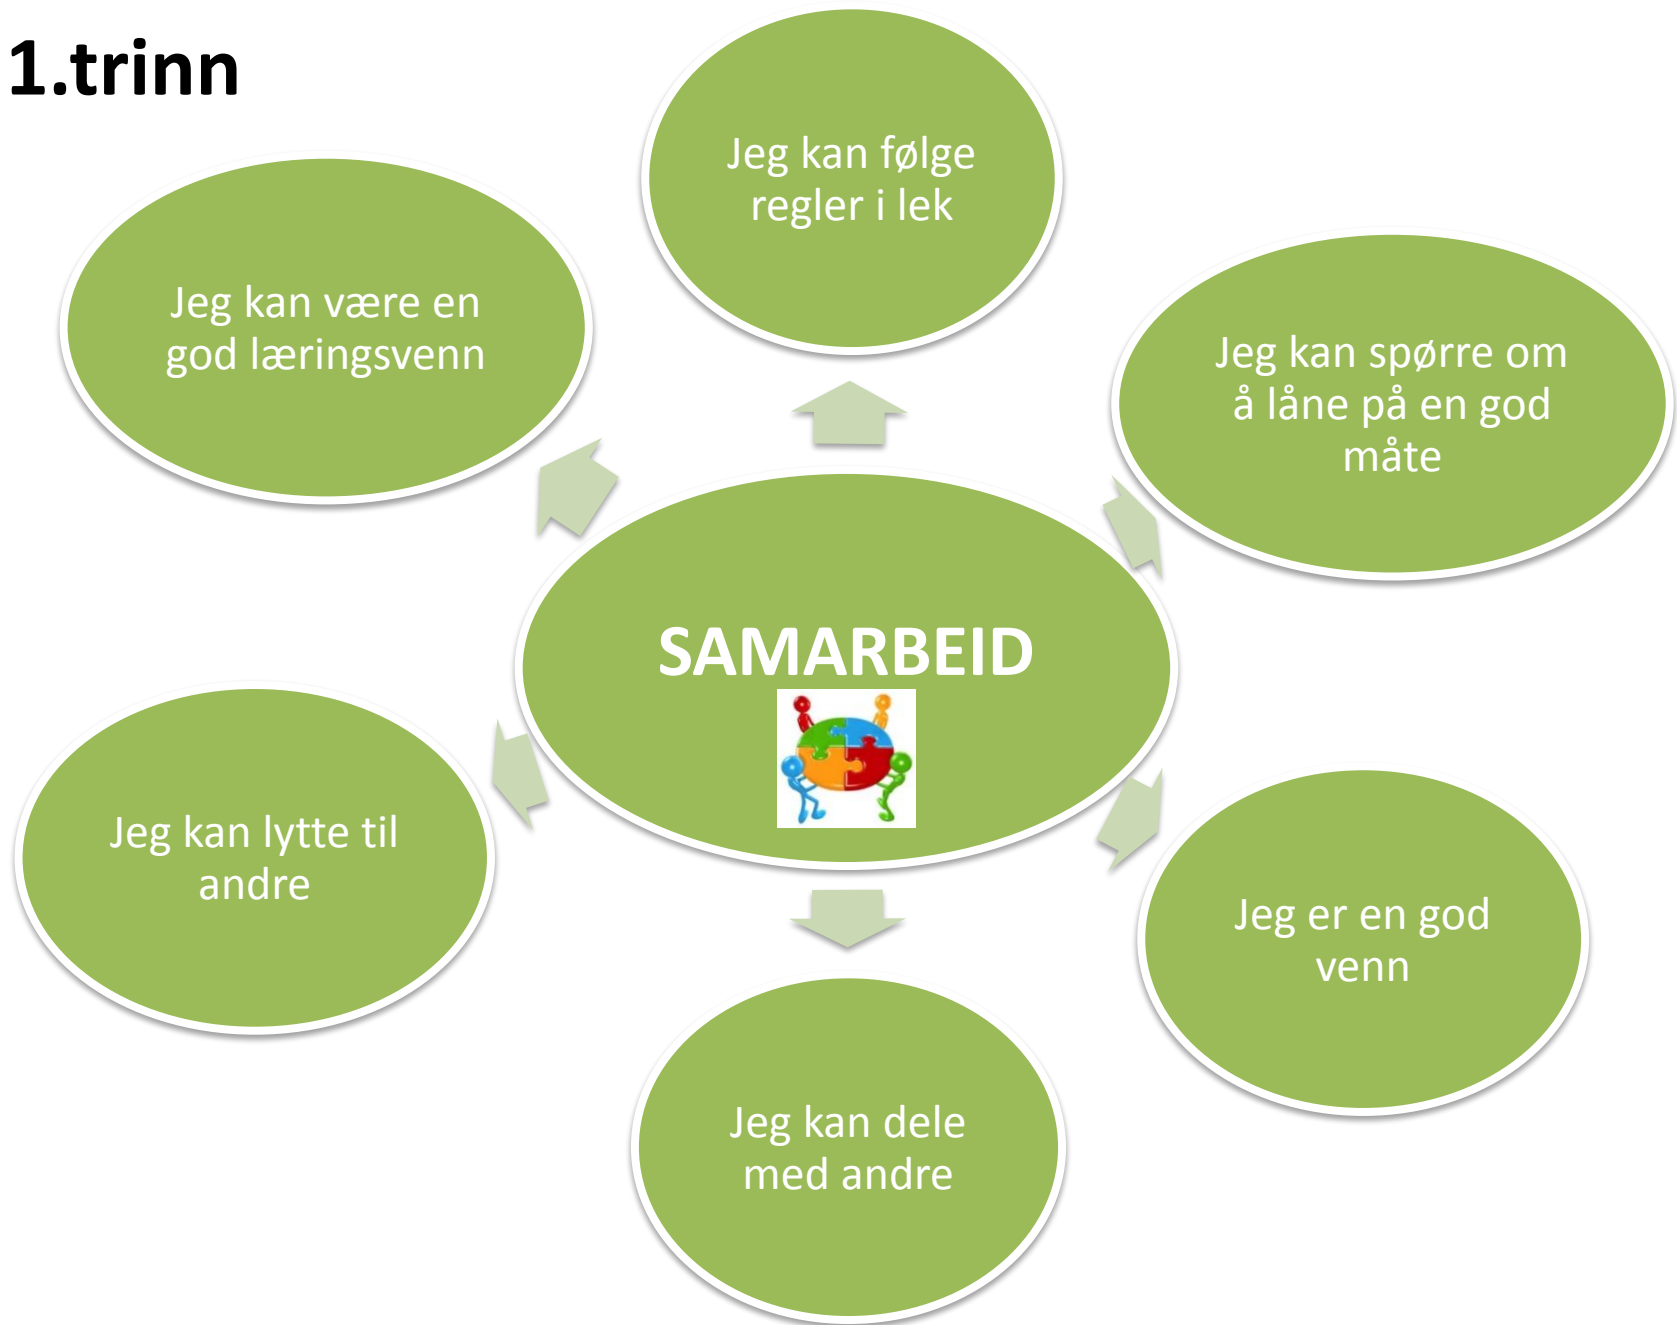 1.trinn
Jeg kan følge
regler i lek
Jeg kan være en
god læringsvenn
Jeg kan spørre om
å låne på en god
måte
SAMARBEID
Jeg kan lytte til
andre
Jeg er en god
venn
Jeg kan dele
med andre